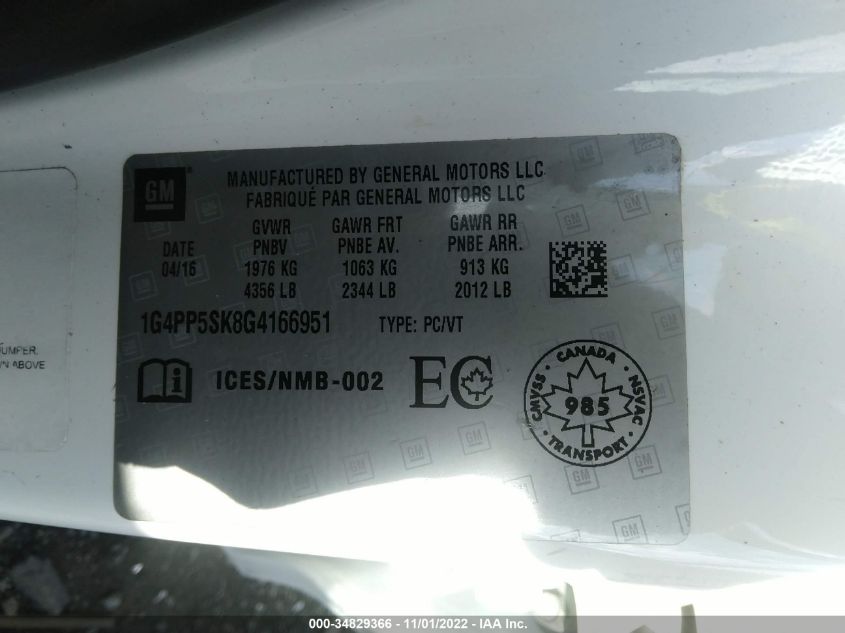 GM
MANUFACTURED BY GENERAL MOTORS LLC
FABRIQUÉ PAR GENERAL MOTORS LLC
GVWR GAWR FRT GAWR RR
DATE PNBV PNBE AV. PNBE ARR.
04/16 1976 KG 1063 KG 913 KG
4356 LB 2344 LB 2012 LB
1G4PP5SK8G4166951 TYPE: PC/VT
ICES/NMB-002 EC
CANADA
CMVSS 985 NSVAC
TRANSPORT
JUMPER.
ABOVE
000-34829366 - 11/01/2022 - IAA Inc.